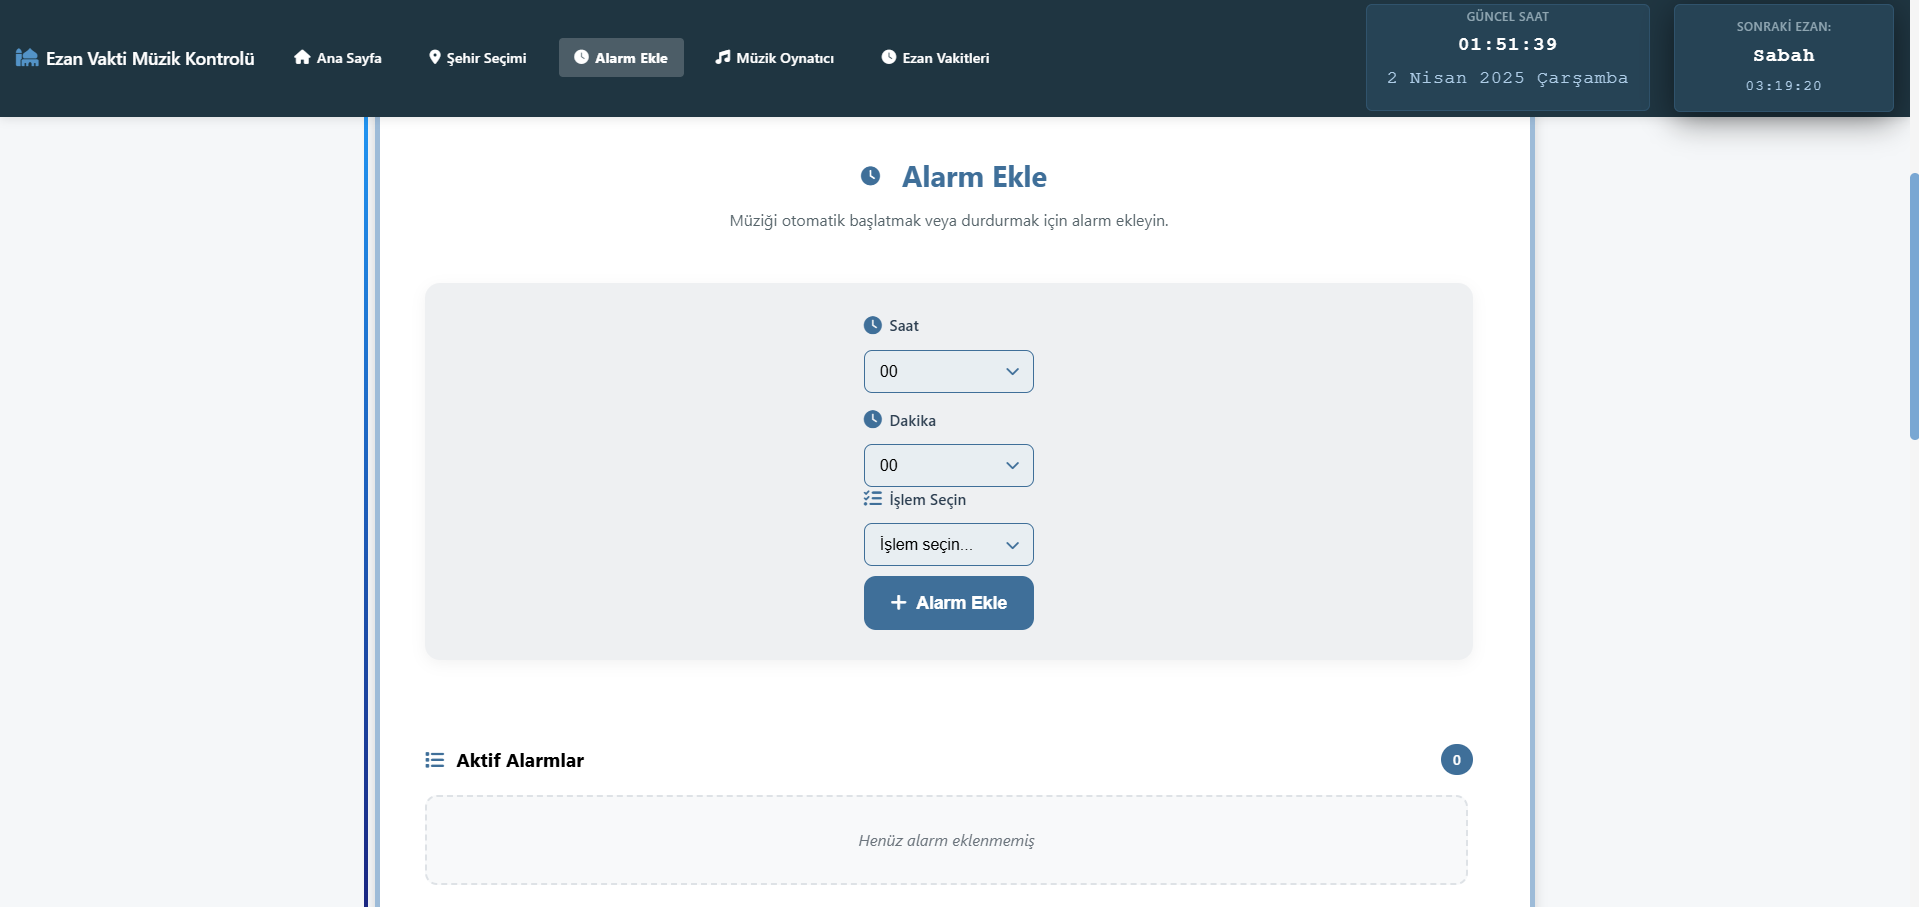 Ezan Vakti Müzik Kontrolü
Ana Sayfa
Şehir Seçimi
Alarm Ekle
Müzik Oynatıcı
Ezan Vakitleri
GÜNCEL SAAT
01:51:39
2 Nisan 2025 Çarşamba
SONRAKİ EZAN:
Sabah
03:19:20
Alarm Ekle
Müziği otomatik başlatmak veya durdurmak için alarm ekleyin.
Saat
00
Dakika
00
İşlem Seçin
İşlem seçin...
Alarm Ekle
Aktif Alarmlar
0
Henüz alarm eklenmemiş